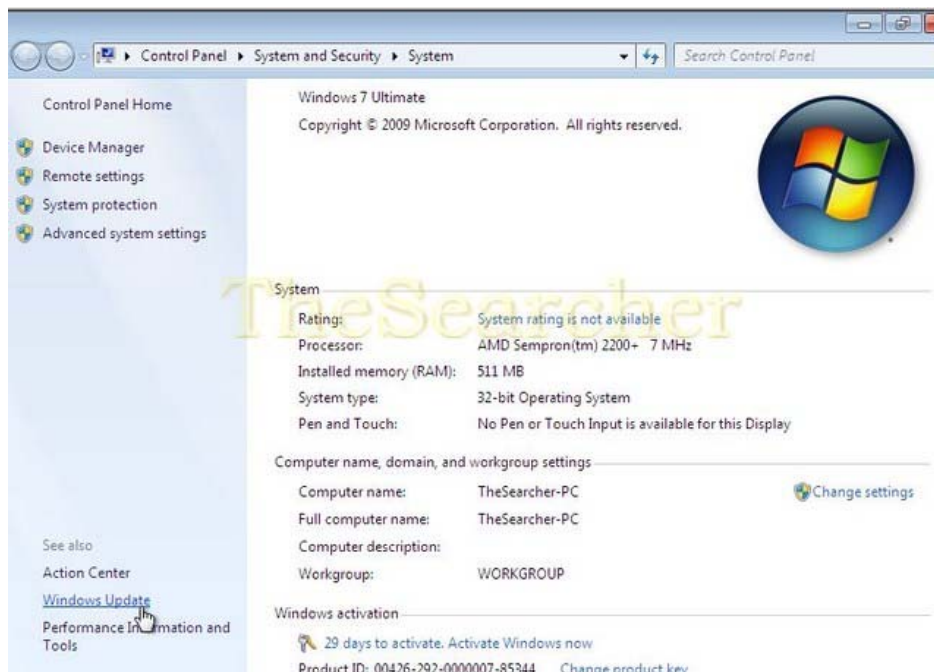 Control Panel ▸ System and Security ▸ System
Search Control Panel
Control Panel Home
Device Manager
Remote settings
System protection
Advanced system settings
See also
Action Center
Windows Update
Performance Information and
Tools
Windows 7 Ultimate
Copyright © 2009 Microsoft Corporation. All rights reserved.
TheSearcher
System
Rating: System rating is not available
Processor: AMD Sempron(tm) 2200+ 7 MHz
Installed memory (RAM): 511 MB
System type: 32-bit Operating System
Pen and Touch: No Pen or Touch Input is available for this Display
Computer name, domain, and workgroup settings
Computer name: TheSearcher-PC
Change settings
Full computer name: TheSearcher-PC
Computer description:
Workgroup: WORKGROUP
Windows activation
29 days to activate. Activate Windows now
Product ID: 00426-292-0000007-85344 Change product key